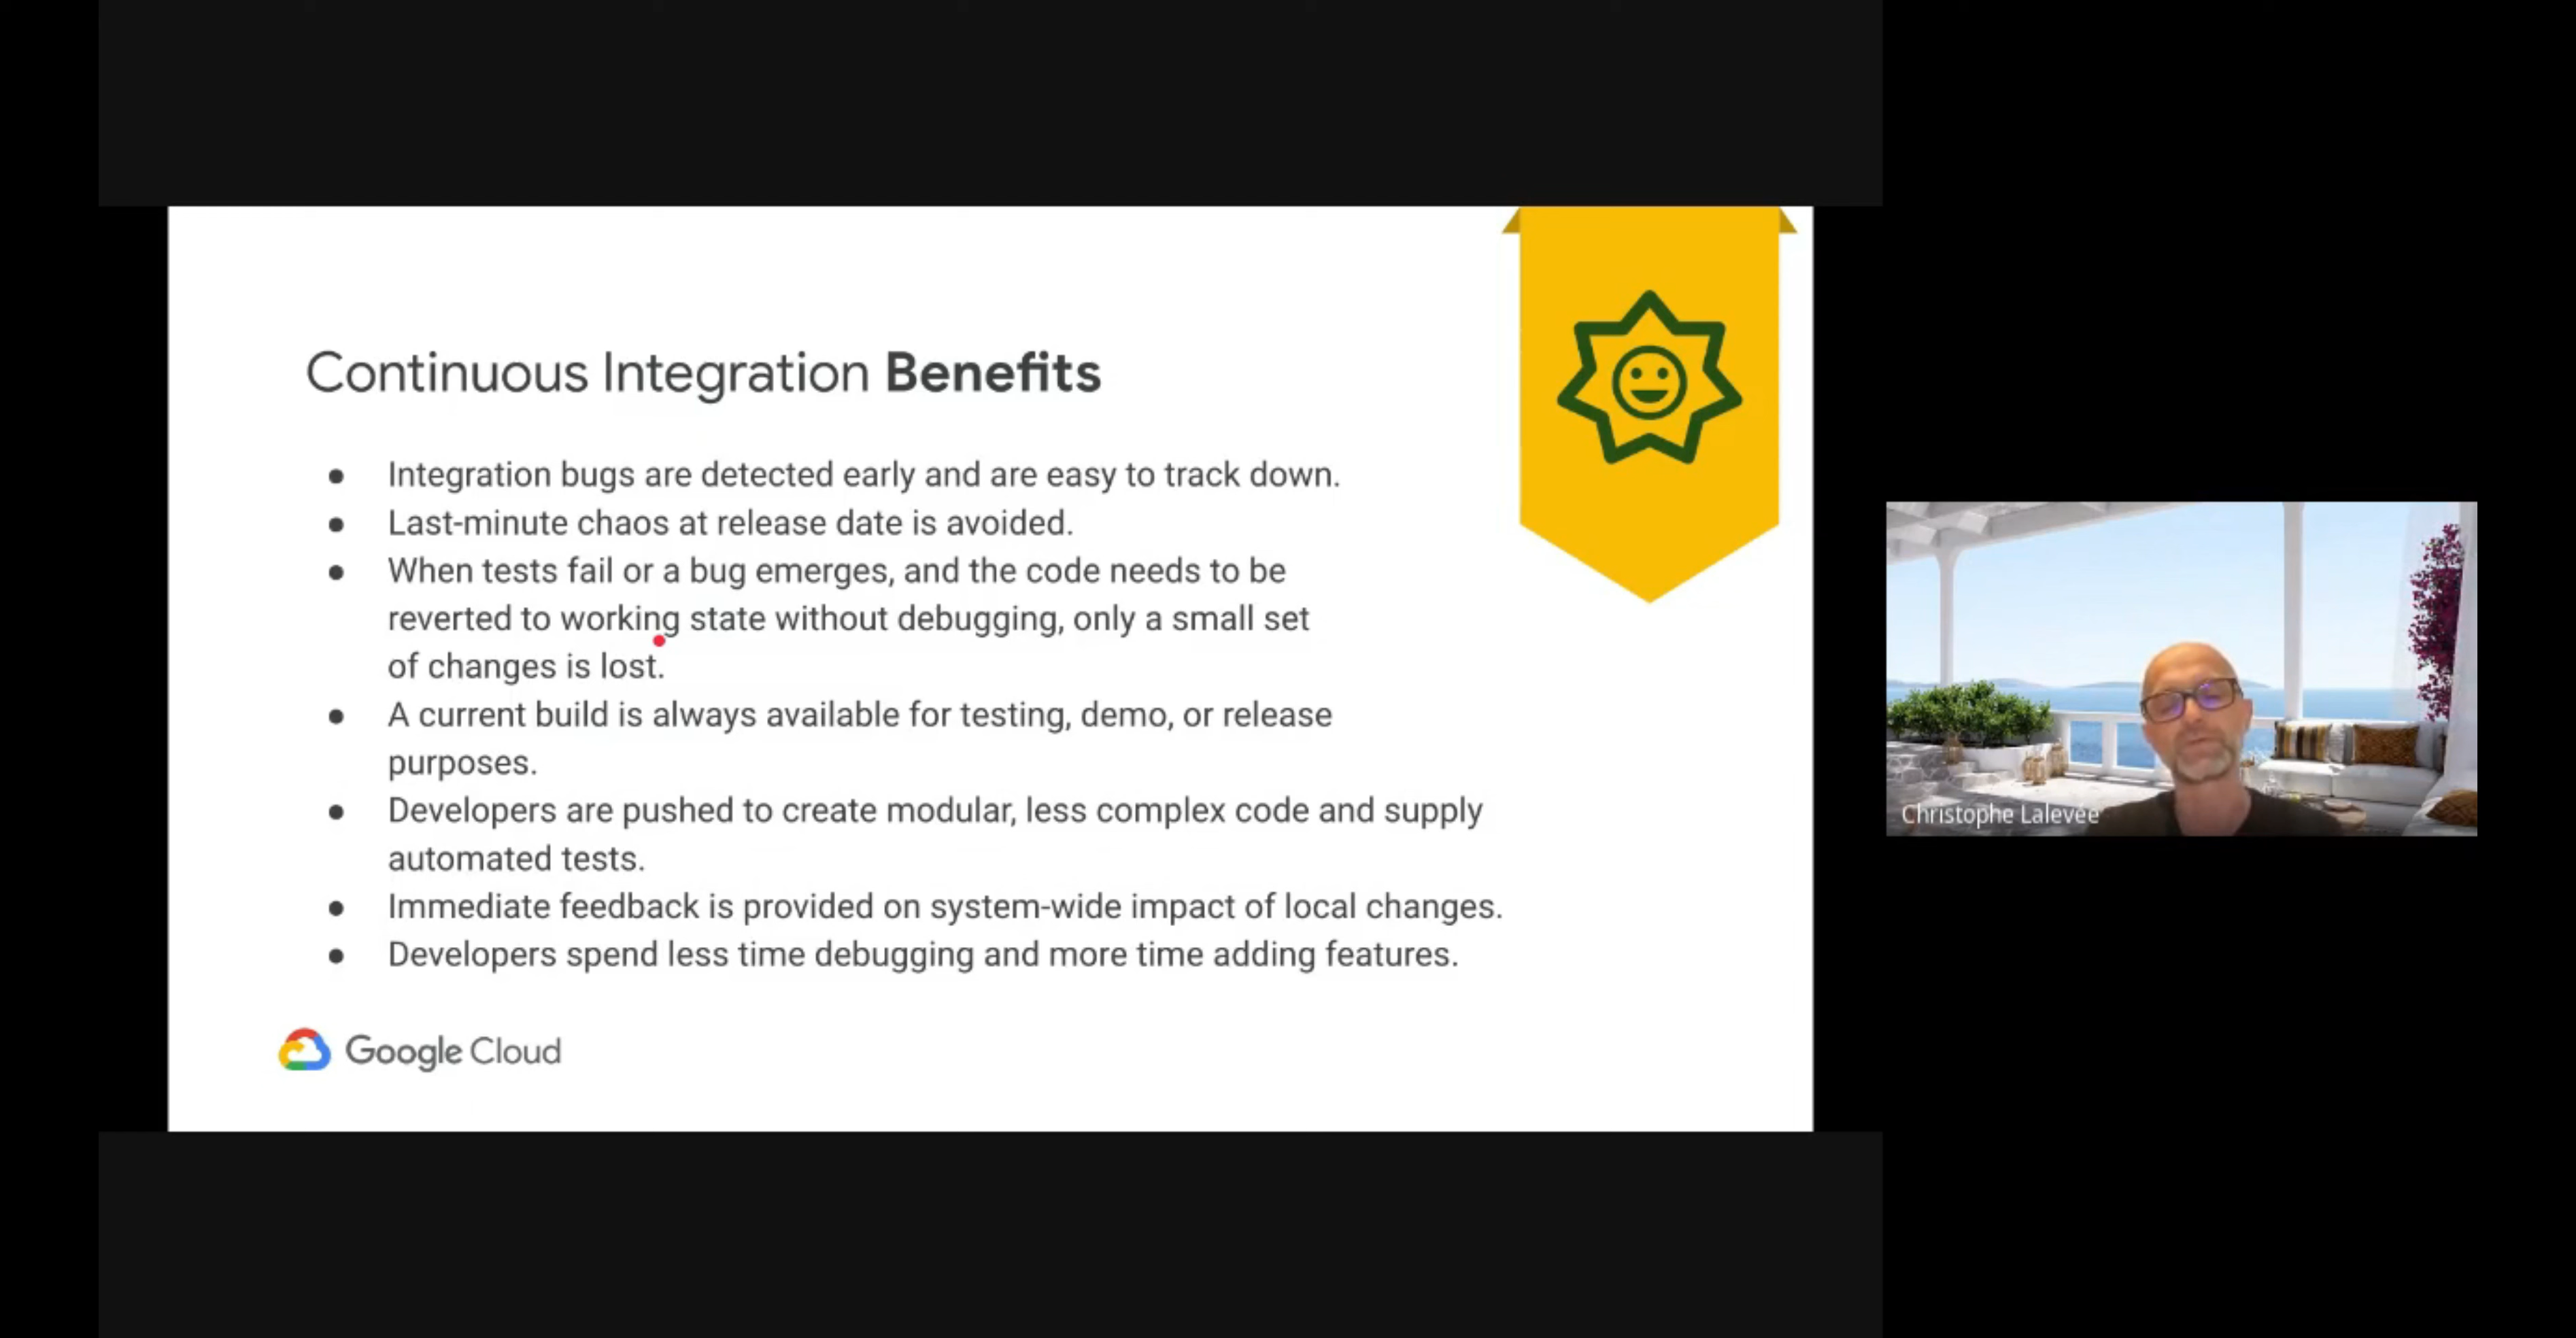 Continuous Integration Benefits
● Integration bugs are detected early and are easy to track down.
● Last-minute chaos at release date is avoided.
● When tests fail or a bug emerges, and the code needs to be
reverted to working state without debugging, only a small set
of changes is lost.
● A current build is always available for testing, demo, or release
purposes.
● Developers are pushed to create modular, less complex code and supply
automated tests.
● Immediate feedback is provided on system-wide impact of local changes.
● Developers spend less time debugging and more time adding features.
Google Cloud
Christophe Lalevée